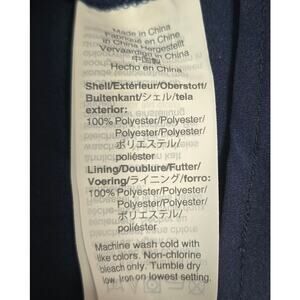 Made in China
Fabriqué en Chine
in China Hergestellt
中国製
Hecho en China
Shell/Extérieur/Oberstoff/
Buitenkant/シェル/tela
exterior:
100% Polyester/Polyester/
Polyester/Polyester/
ポリエステル/
poliéster
Lining/Doublure/Futter/
Voering/ライニング/forro:
100% Polyester/Polyester/
Polyester/Polyester/
ポリエステル/
poliéster
Machine wash cold with
like colors. Non-chlorine
bleach only. Tumble dry
low. Iron on lowest setting.